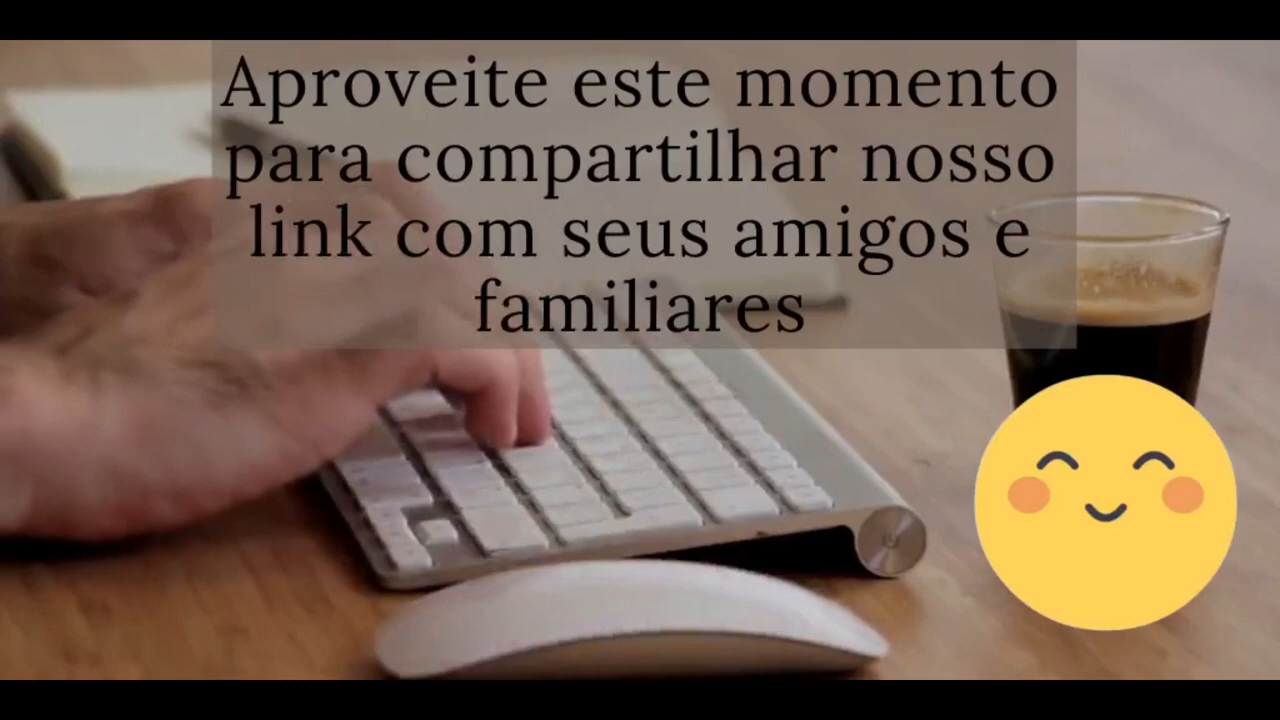 Aproveite este momento
para compartilhar nosso
link com seus amigos e
familiares